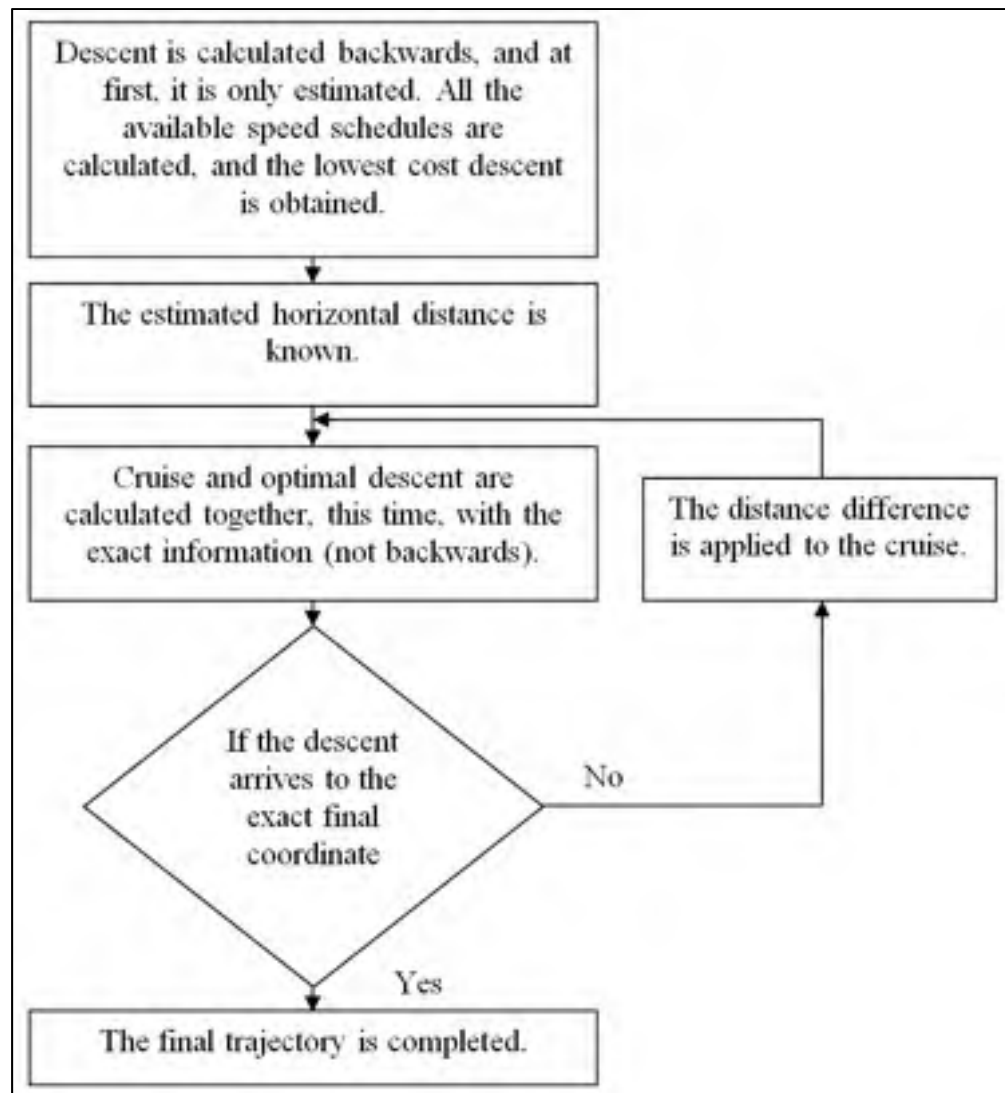 Descent is calculated backwards, and at
first, it is only estimated. All the
available speed schedules are
calculated, and the lowest cost descent
is obtained.
The estimated horizontal distance is
known.
Cruise and optimal descent are
calculated together, this time, with the
exact information (not backwards).
The distance difference
is applied to the cruise.
If the descent
arrives to the
exact final
coordinate
No
Yes
The final trajectory is completed.